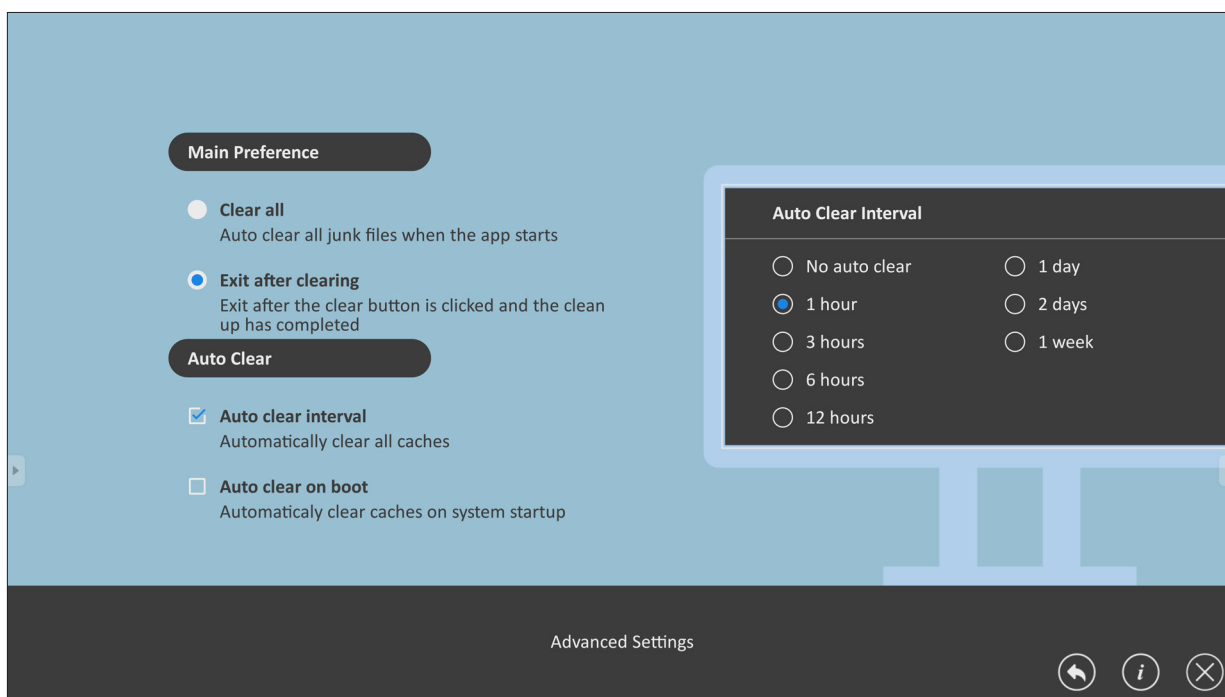 Main Preference
Clear all
Auto clear all junk files when the app starts
Exit after clearing
Exit after the clear button is clicked and the clean
up has completed
Auto Clear
Auto clear interval
Automatically clear all caches
Auto clear on boot
Automaticaly clear caches on system startup
Auto Clear Interval
No auto clear
1 hour
3 hours
6 hours
12 hours
1 day
2 days
1 week
Advanced Settings
i